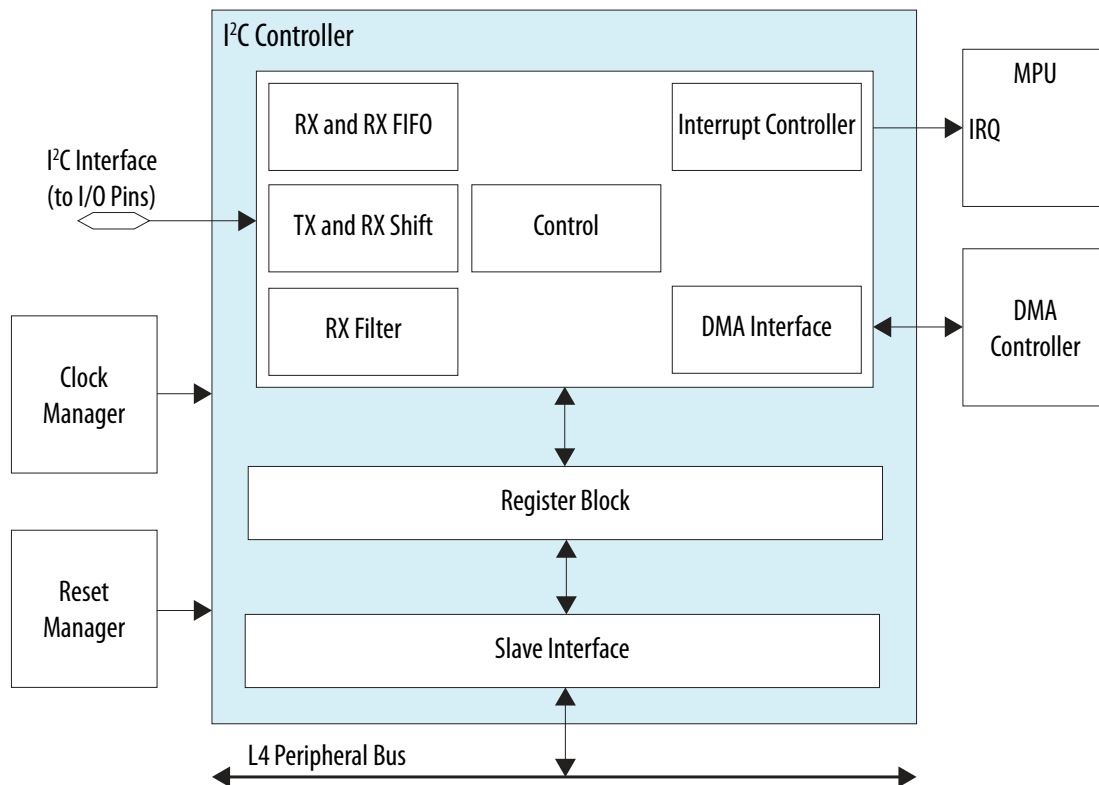 I²C Controller
RX and RX FIFO
Interrupt Controller
MPU
IRQ
I²C Interface
(to I/O Pins)
TX and RX Shift
Control
RX Filter
DMA Interface
DMA
Controller
Clock
Manager
Register Block
Reset
Manager
Slave Interface
L4 Peripheral Bus